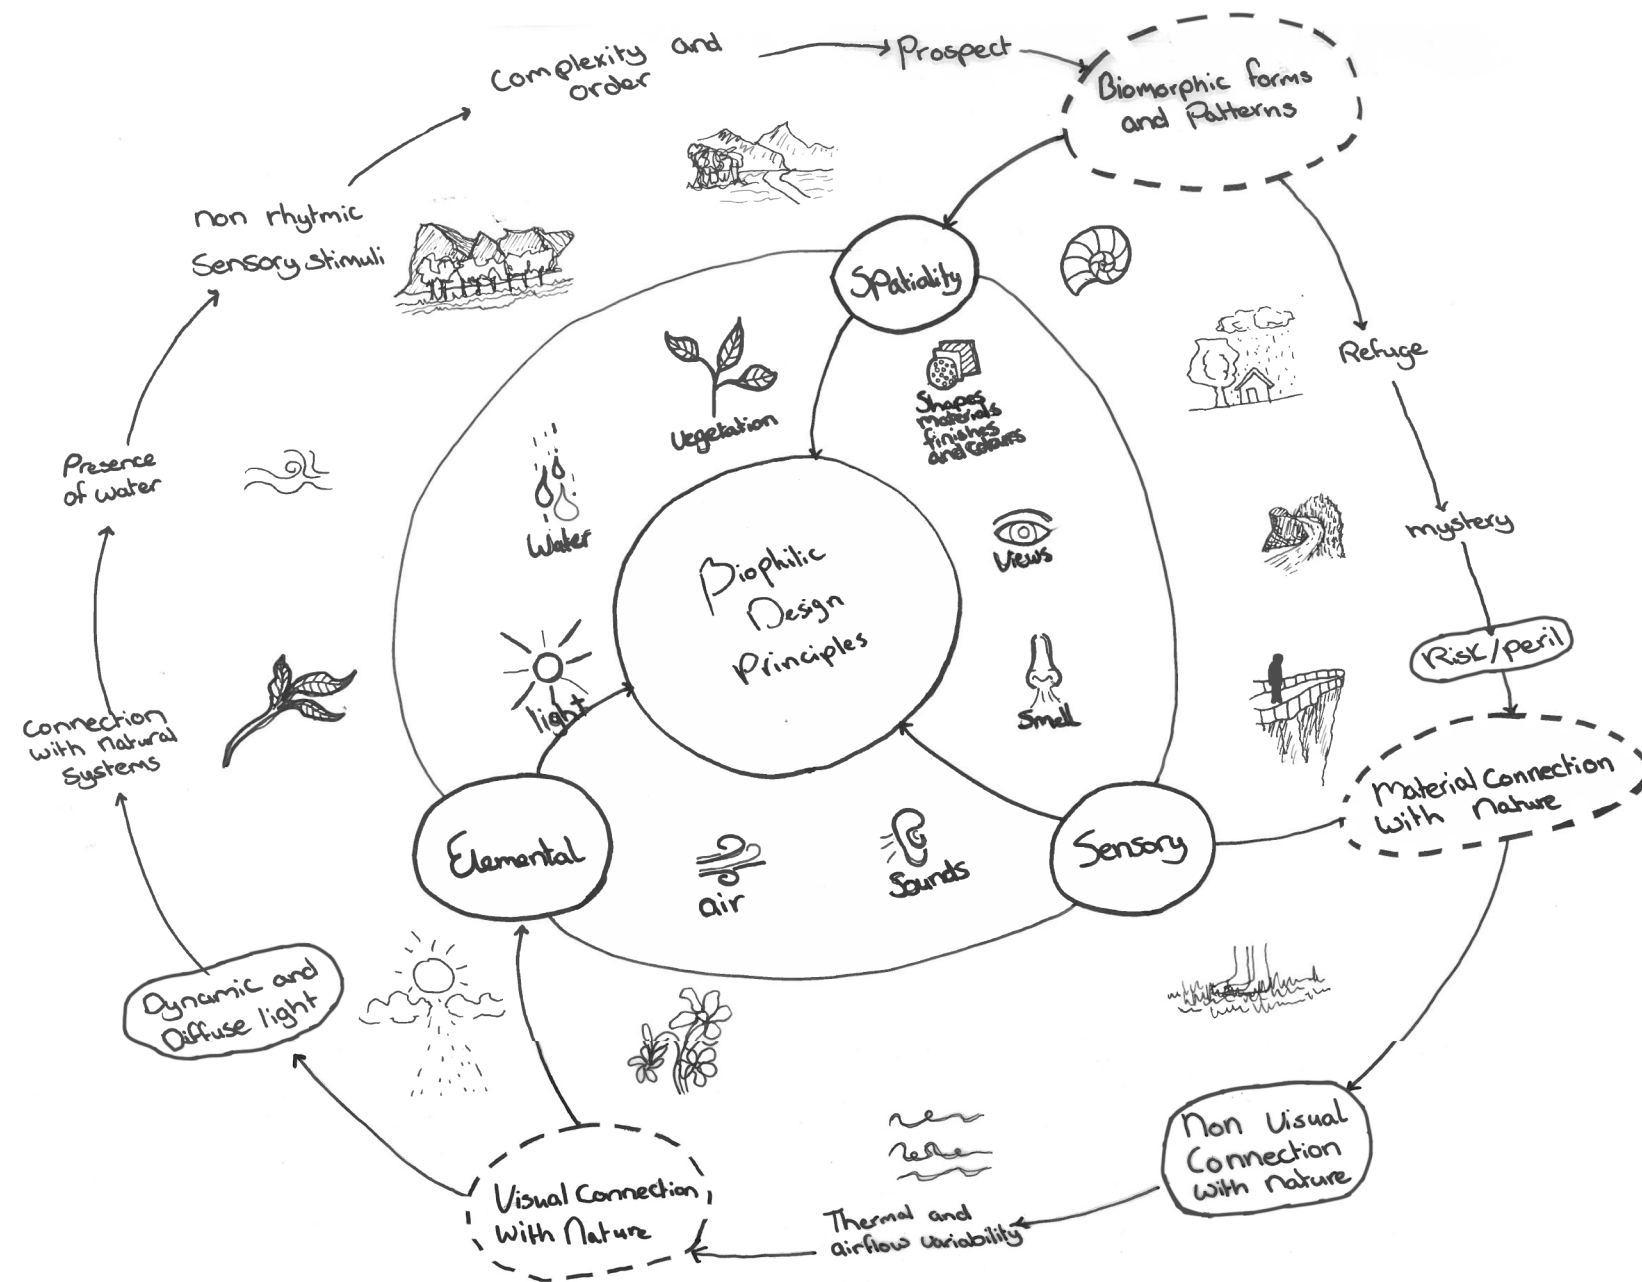 Complexity and
order
Prospect
Biomorphic forms
and Patterns
non rhytmic
Sensory stimuli
Spatiality
Refuge
Vegetation
Shapes
materials
finishes
and colours
Presence
of water
Water
Views
mystery
Biophilic
Design
Principles
Risk/peril
light
Smell
Connection
with natural
Systems
Material Connection
with Nature
Elemental
Sensory
air
Sounds
Dynamic and
Diffuse light
Non Visual
Connection
with nature
Visual Connection
With Nature
Thermal and
airflow variability